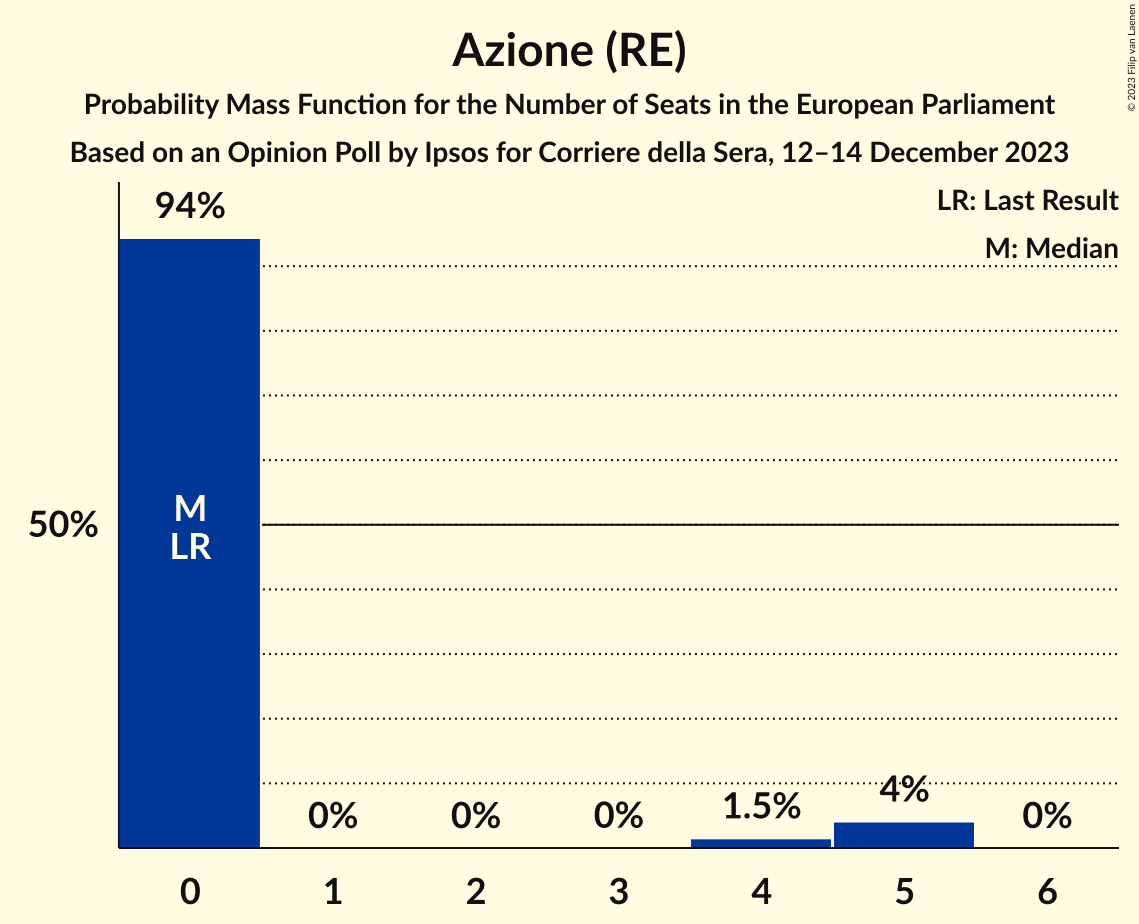 Azione (RE)
Probability Mass Function for the Number of Seats in the European Parliament
Based on an Opinion Poll by Ipsos for Corriere della Sera, 12–14 December 2023
© 2023 Filip van Laenen
LR: Last Result
M: Median
94%
50%
M
LR
0%
0%
0%
1.5%
4%
0%
0
1
2
3
4
5
6